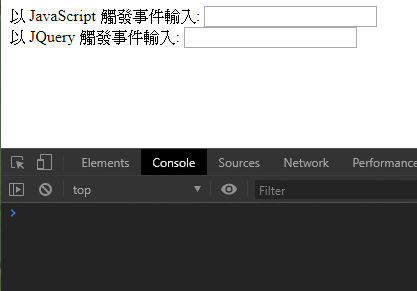 以 JavaScript 觸發事件輸入:
以 JQuery 觸發事件輸入:
Elements Console Sources Network Performance
top Filter